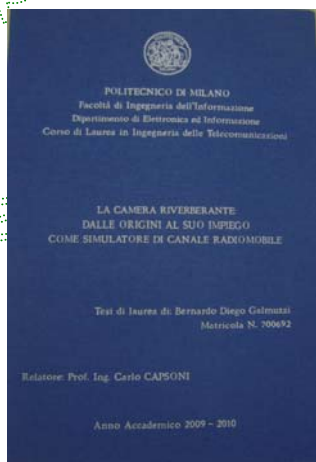 POLITECNICO DI MILANO
Facoltà di Ingegneria dell'Informazione
Dipartimento di Elettronica ed Informazione
Corso di Laurea in Ingegneria delle Telecomunicazioni
LA CAMERA RIVERBERANTE:
DALLE ORIGINI AL SUO IMPIEGO
COME SIMULATORE DI CANALE RADIOMOBILE
Tesi di laurea di: Bernardo Diego Galmuzzi
Matricola N. 700692
Relatore: Prof. Ing. Carlo CAPSONI
Anno Accademico 2009 - 2010